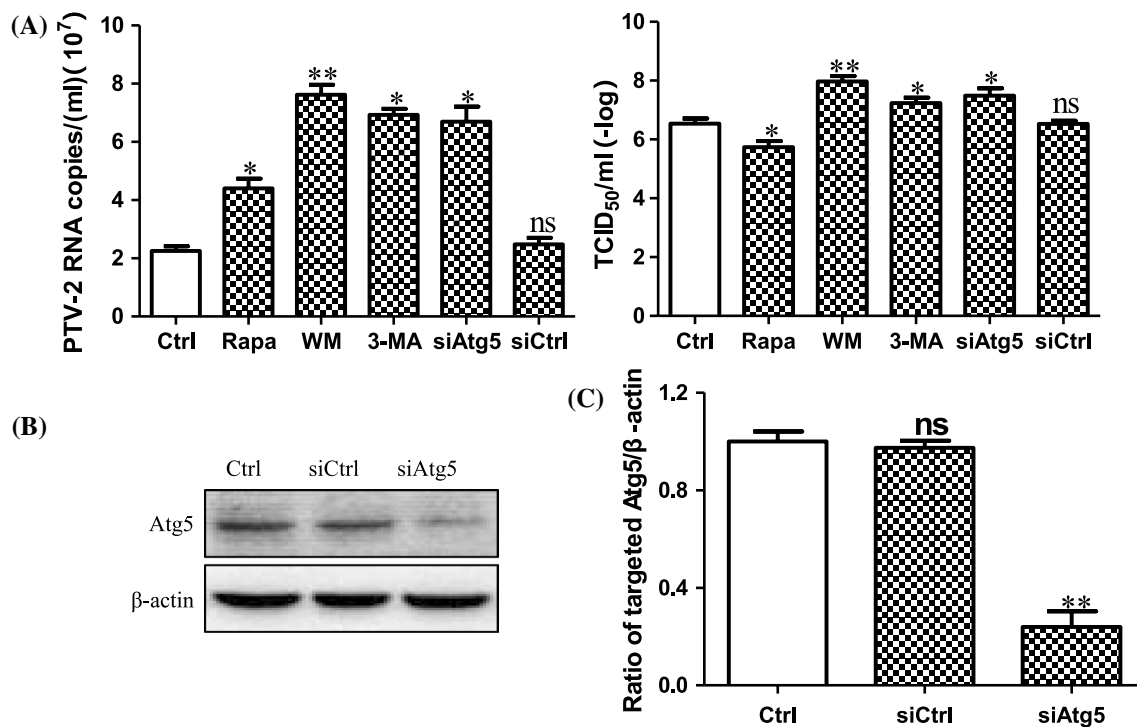 (A)
PTV-2 RNA copies/(ml)( 10⁷)
10
8
6
4
2
0
*
**
*
*
ns
Ctrl Rapa WM 3-MA siAtg5 siCtrl
TCID₅₀/ml (-log)
10
8
6
4
2
0
*
**
*
*
ns
Ctrl Rapa WM 3-MA siAtg5 siCtrl
(B)
Ctrl siCtrl siAtg5
Atg5
β-actin
(C)
Ratio of targeted Atg5/β -actin
1.2
0.8
0.4
0.0
ns
**
Ctrl siCtrl siAtg5